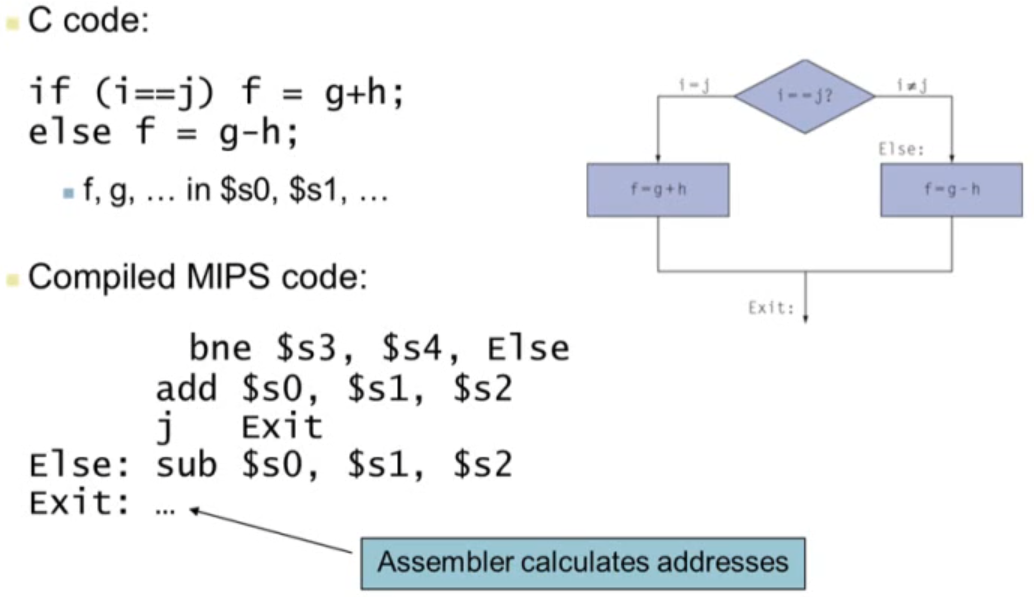 C code:
if (i==j) f = g+h;
else f = g-h;
f, g, … in $s0, $s1, …
Compiled MIPS code:
bne $s3, $s4, Else
add $s0, $s1, $s2
j Exit
Else: sub $s0, $s1, $s2
Exit: …
Assembler calculates addresses
i=j
i==j?
i≠j
Else:
f=g+h
f=g-h
Exit: